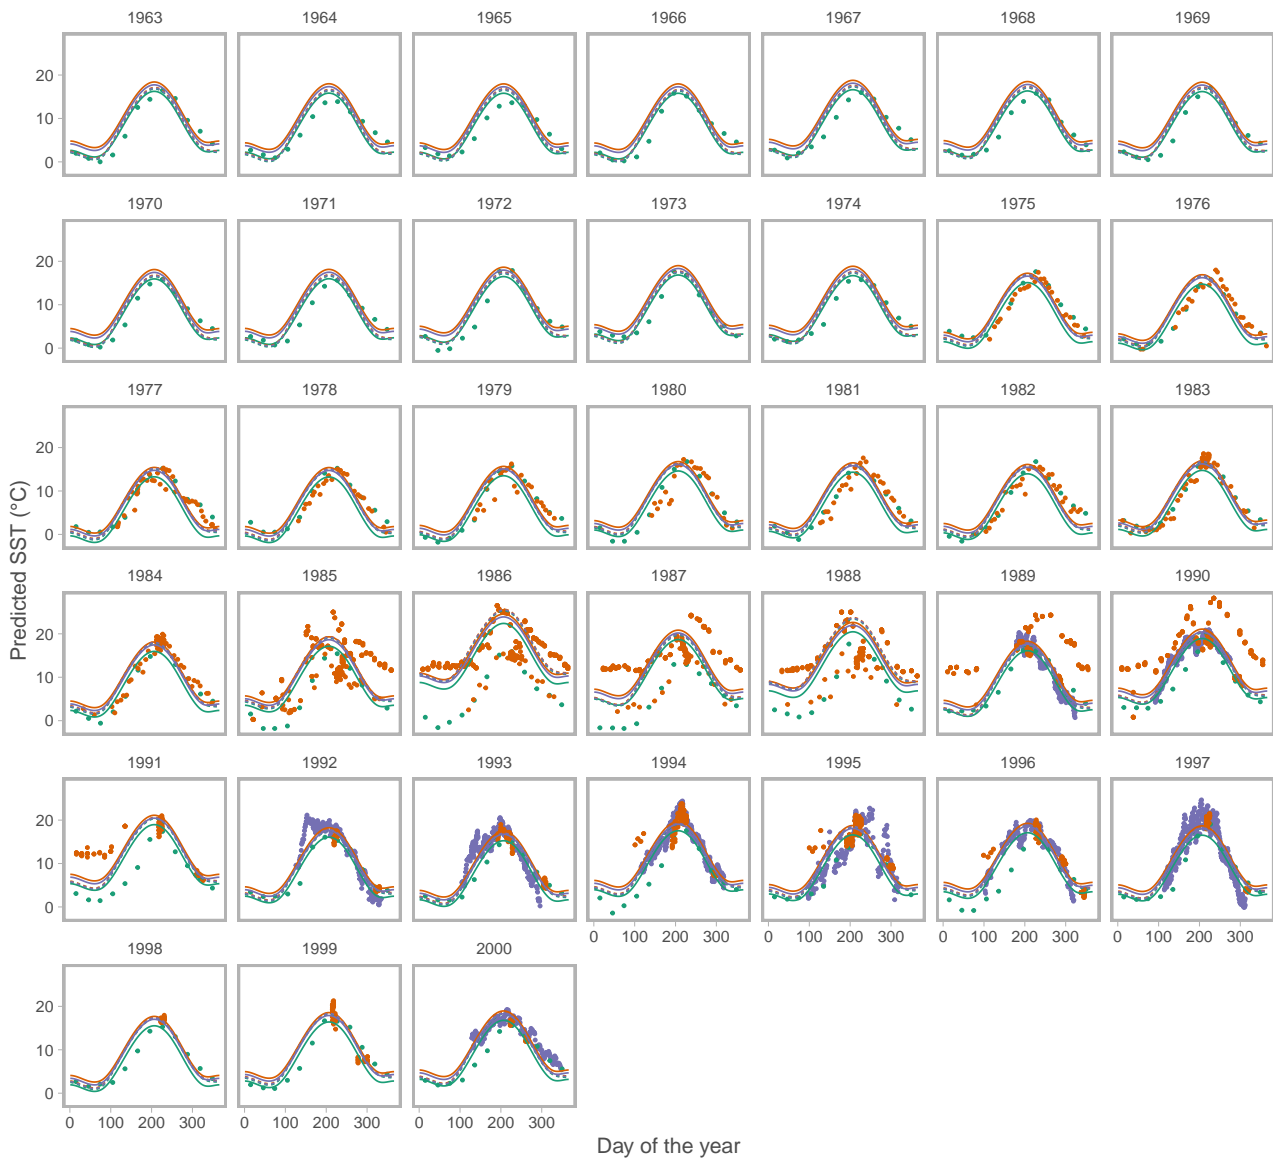 1963 1964 1965 1966 1967 1968 1969
20
10
0
1970 1971 1972 1973 1974 1975 1976
20
10
0
1977 1978 1979 1980 1981 1982 1983
20
10
0
Predicted SST (°C)
1984 1985 1986 1987 1988 1989 1990
20
10
0
1991 1992 1993 1994 1995 1996 1997
20
10
0
0 100 200 300 0 100 200 300 0 100 200 300 0 100 200 300
1998 1999 2000
20
10
0
0 100 200 300 0 100 200 300 0 100 200 300
Day of the year